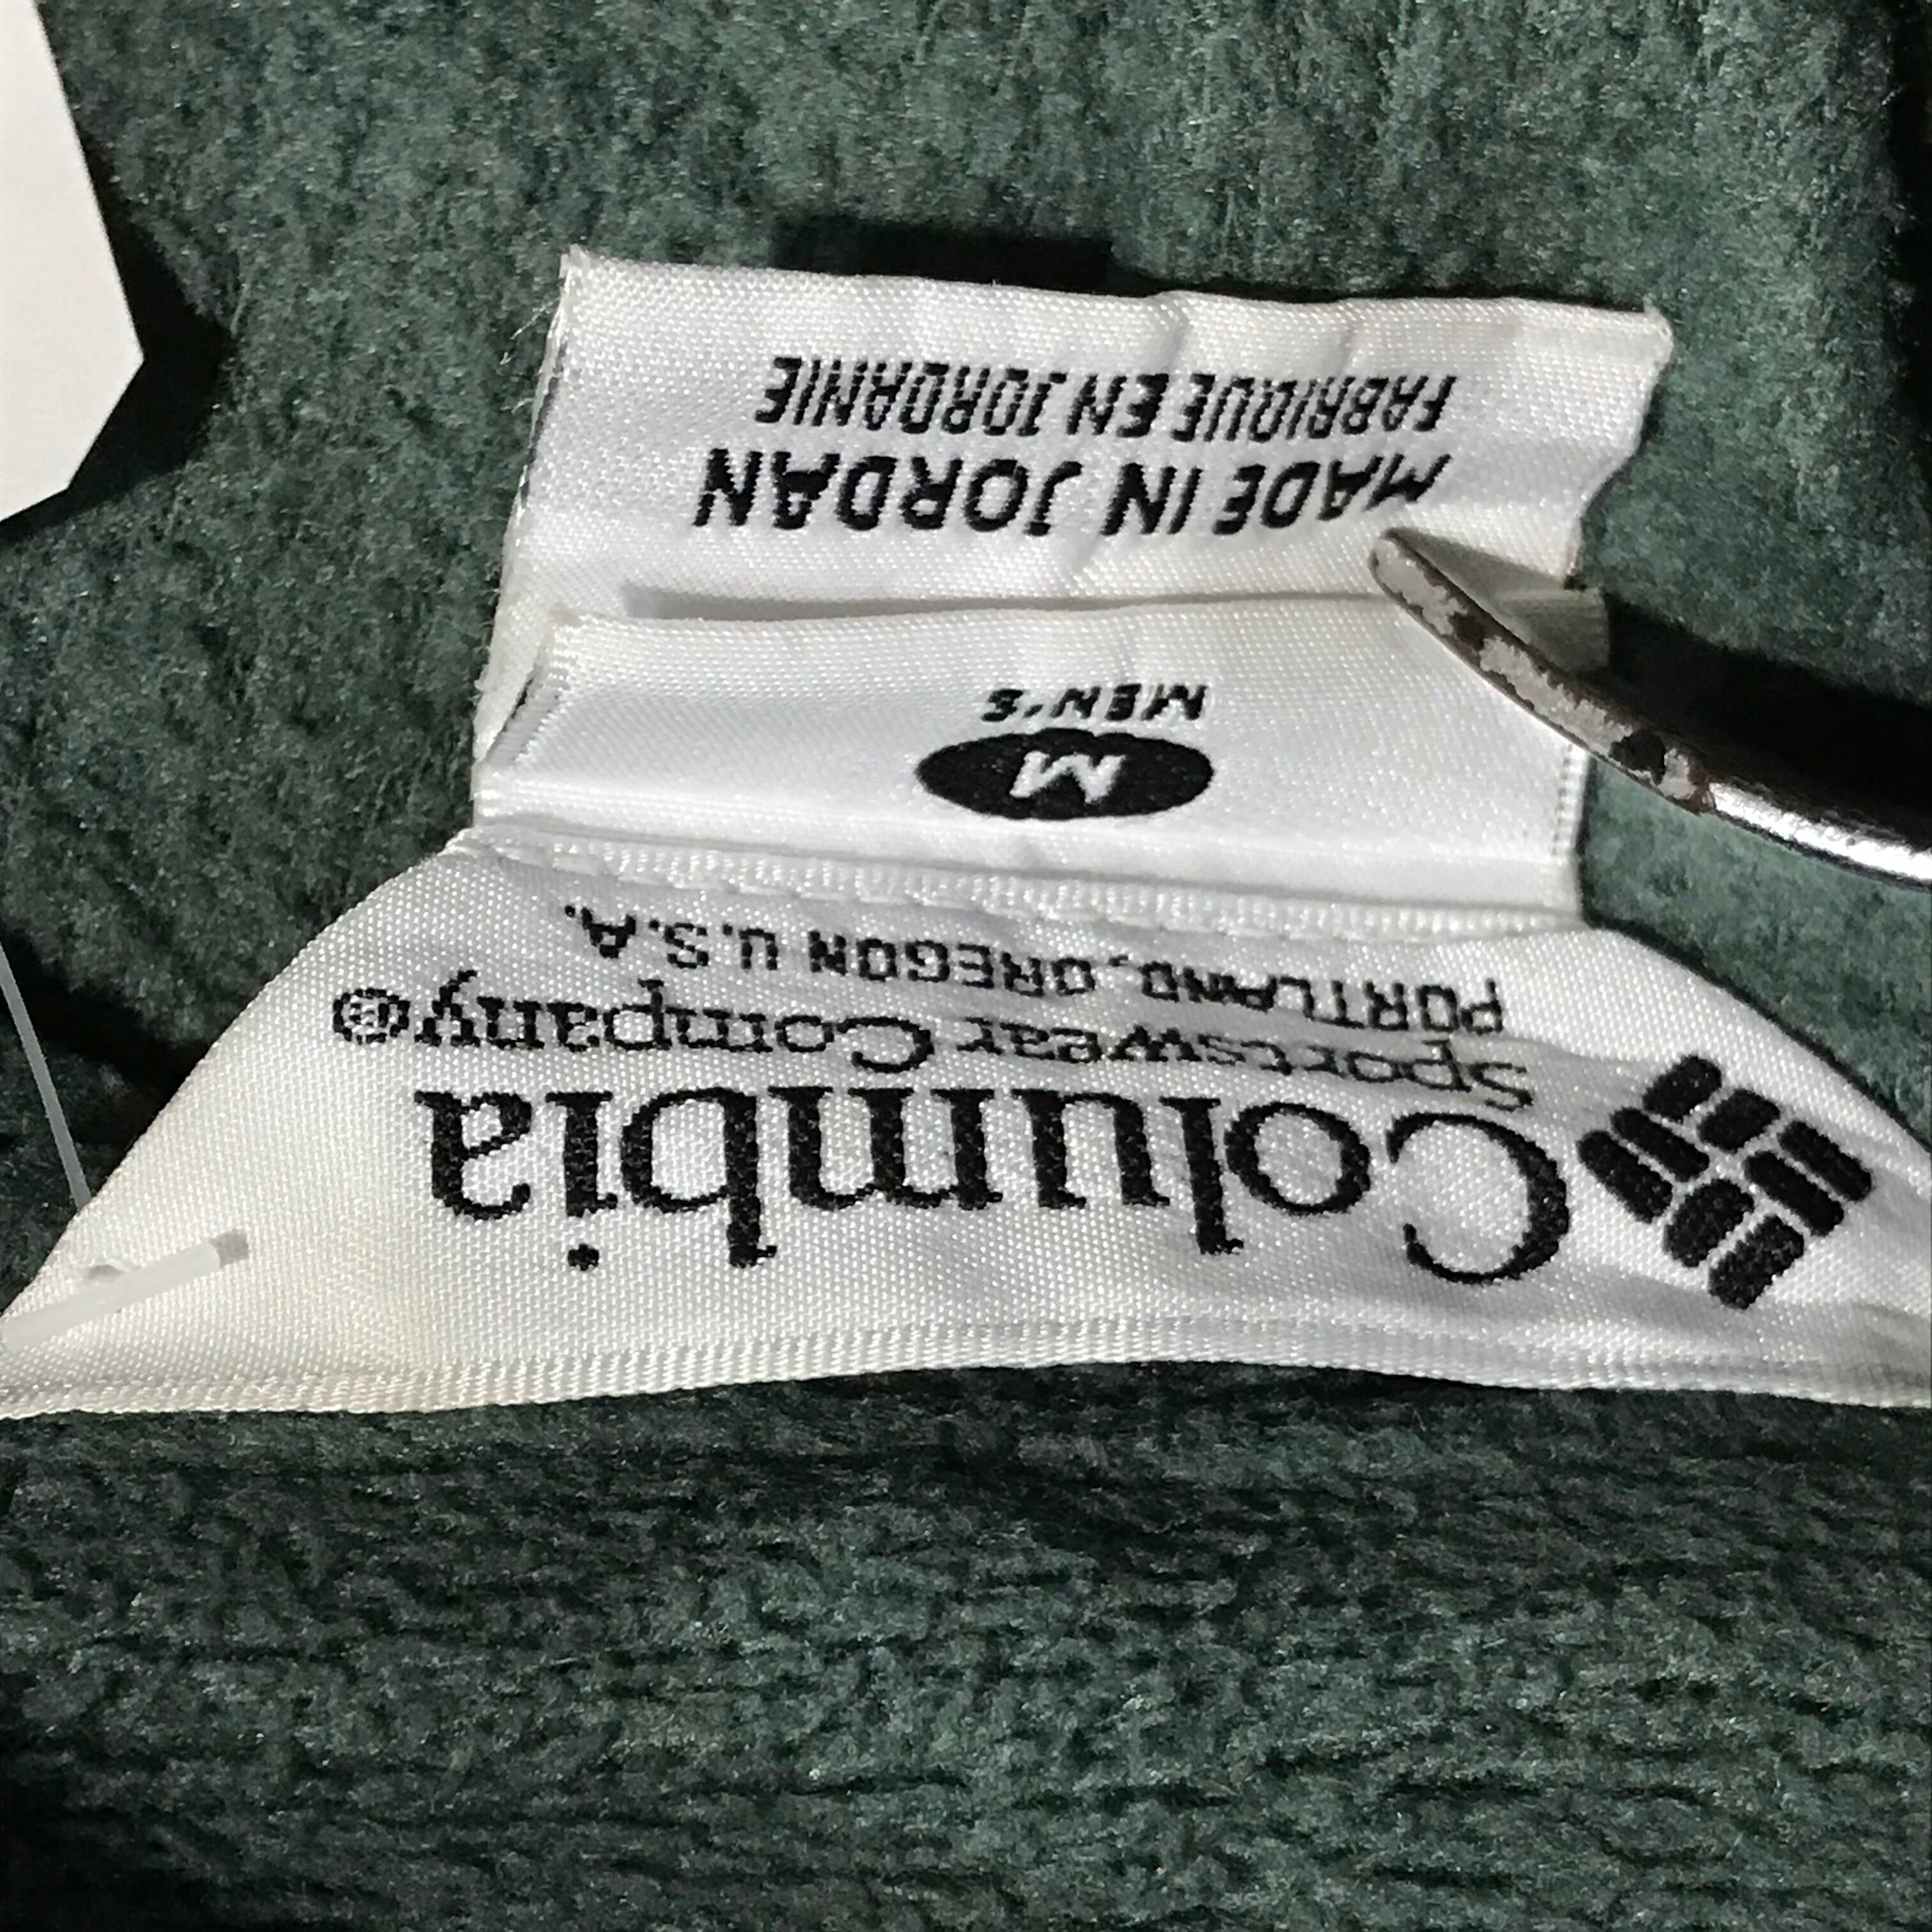 Columbia
Sportswear Company®
PORTLAND, OREGON U.S.A.
M
MEN'S
MADE IN JORDAN
FABRIQUE EN JORDANIE